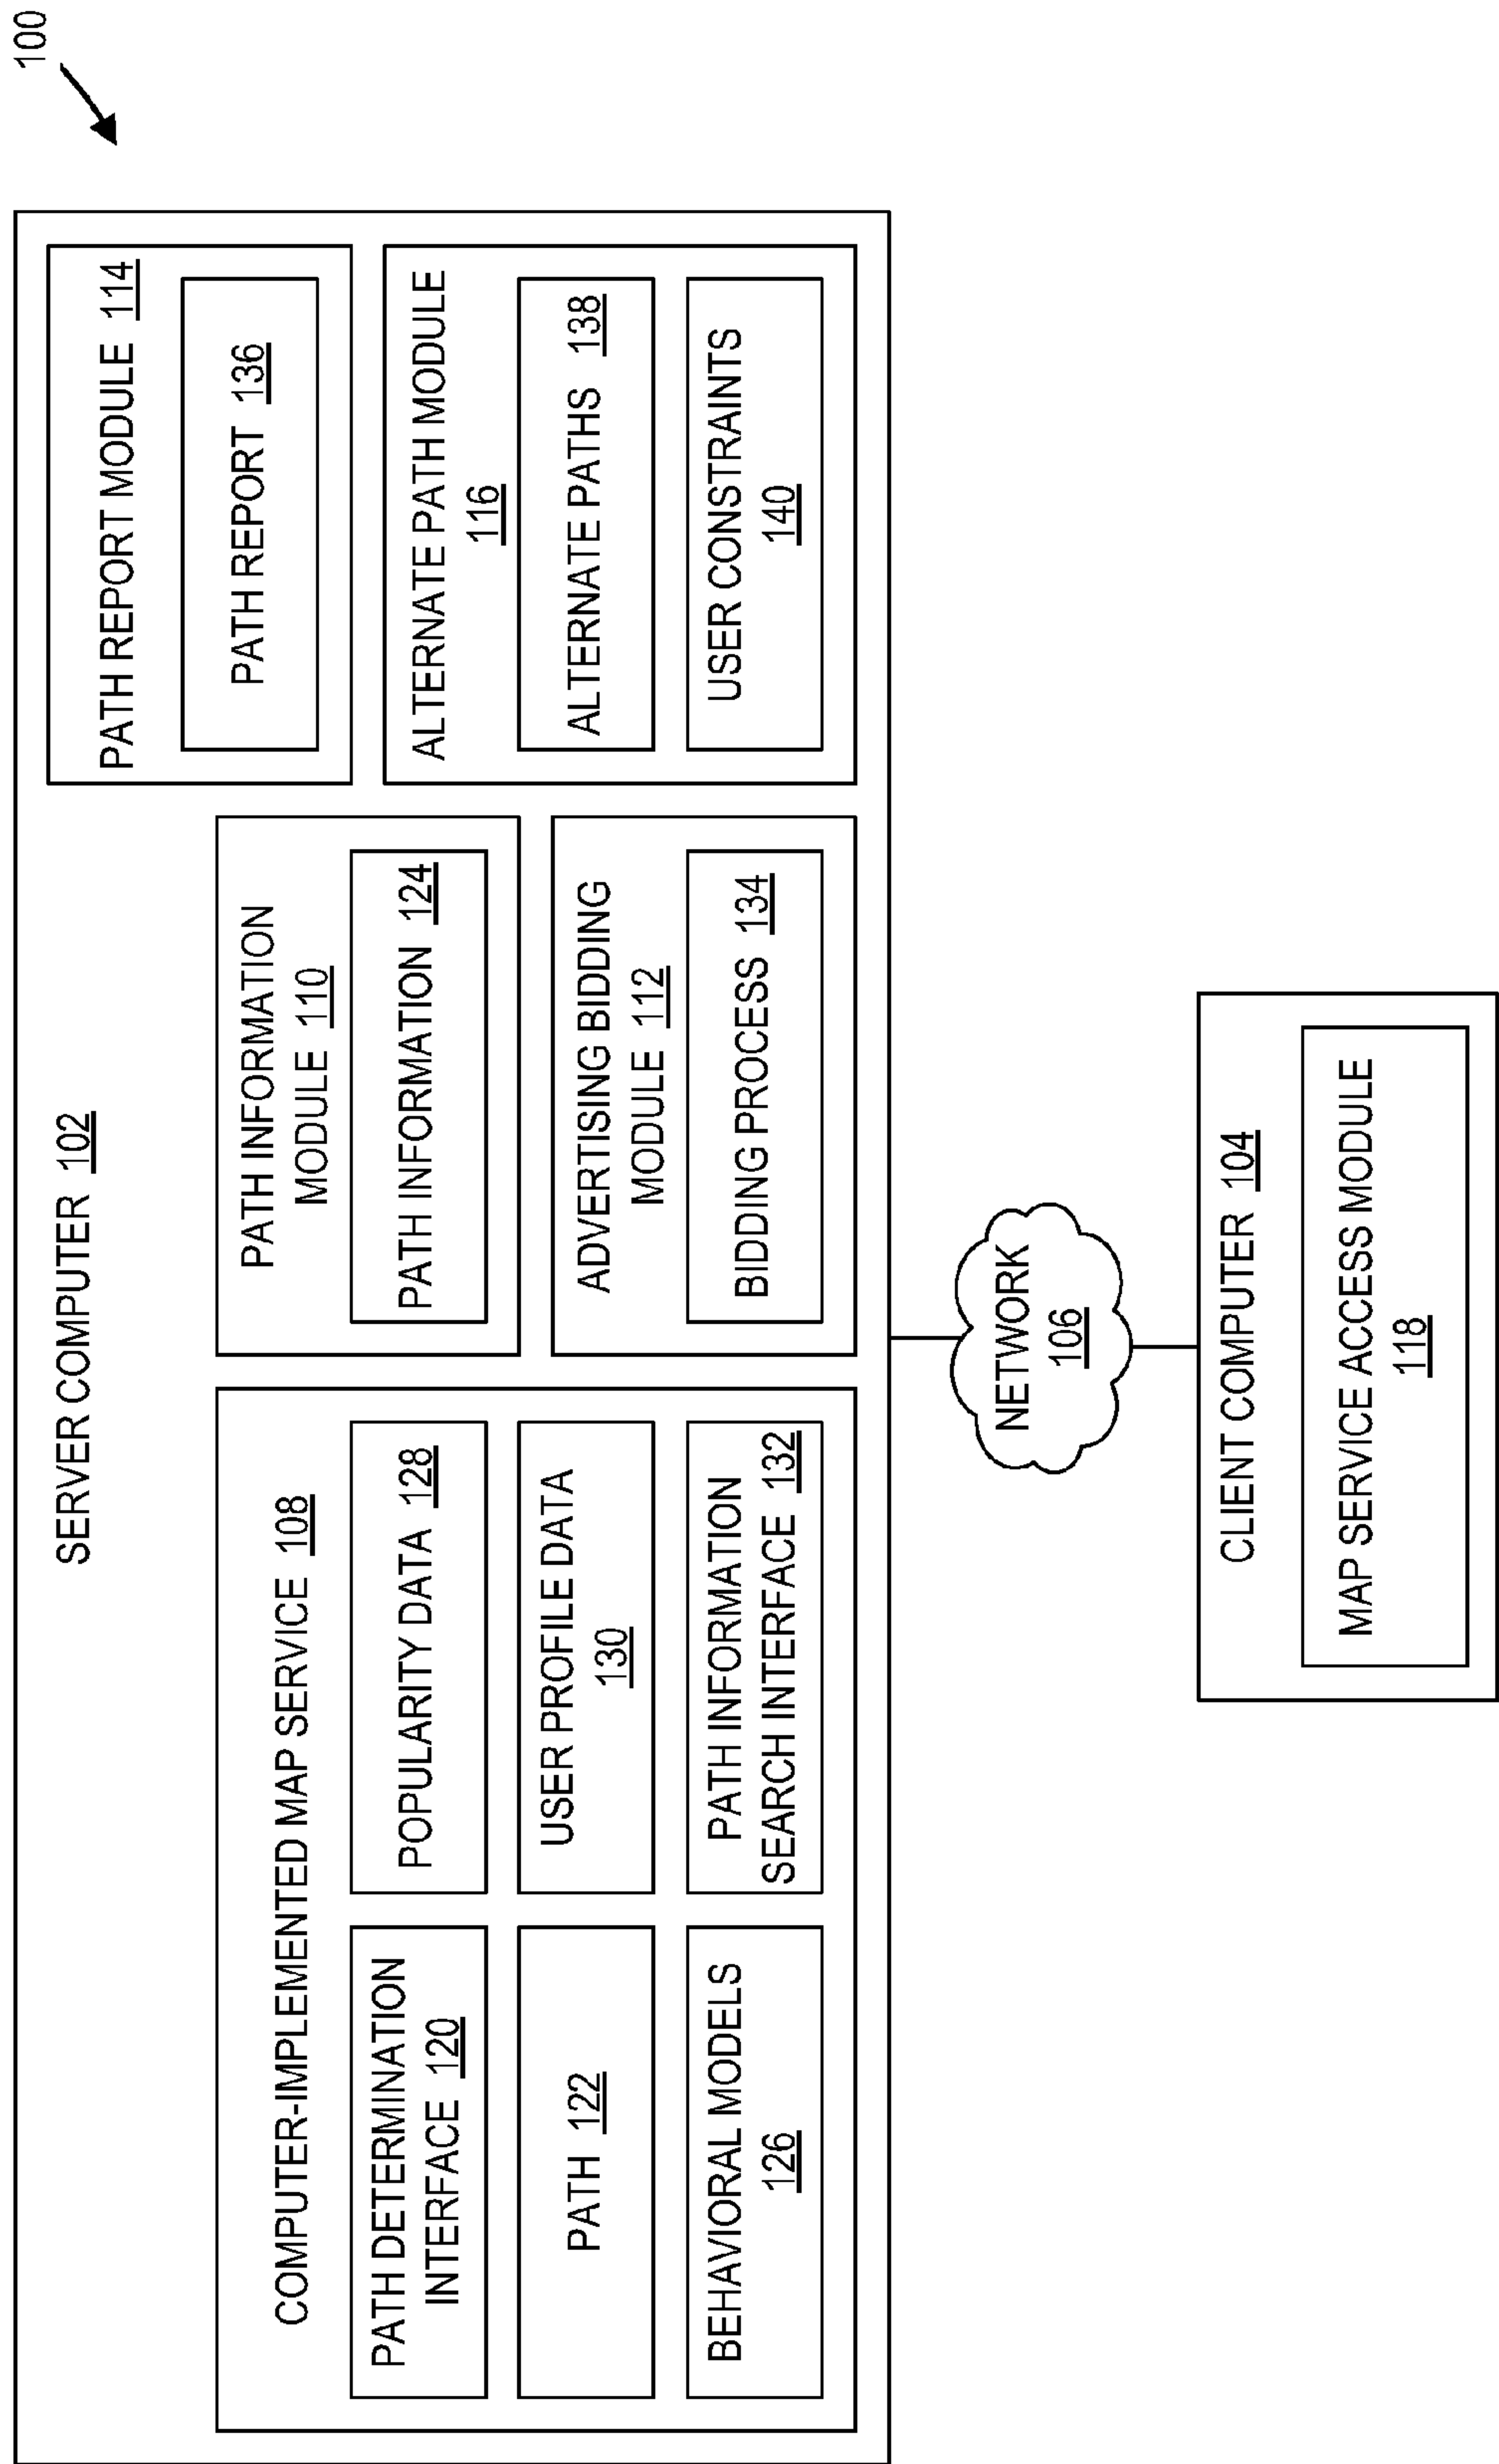 100
SERVER COMPUTER 102
COMPUTER-IMPLEMENTED MAP SERVICE 108
PATH DETERMINATION
INTERFACE 120
POPULARITY DATA 128
PATH 122
USER PROFILE DATA
130
BEHAVIORAL MODELS
126
PATH INFORMATION
SEARCH INTERFACE 132
PATH INFORMATION
MODULE 110
PATH INFORMATION 124
ADVERTISING BIDDING
MODULE 112
BIDDING PROCESS 134
PATH REPORT MODULE 114
PATH REPORT 136
ALTERNATE PATH MODULE
116
ALTERNATE PATHS 138
USER CONSTRAINTS
140
NETWORK
106
CLIENT COMPUTER 104
MAP SERVICE ACCESS MODULE
118